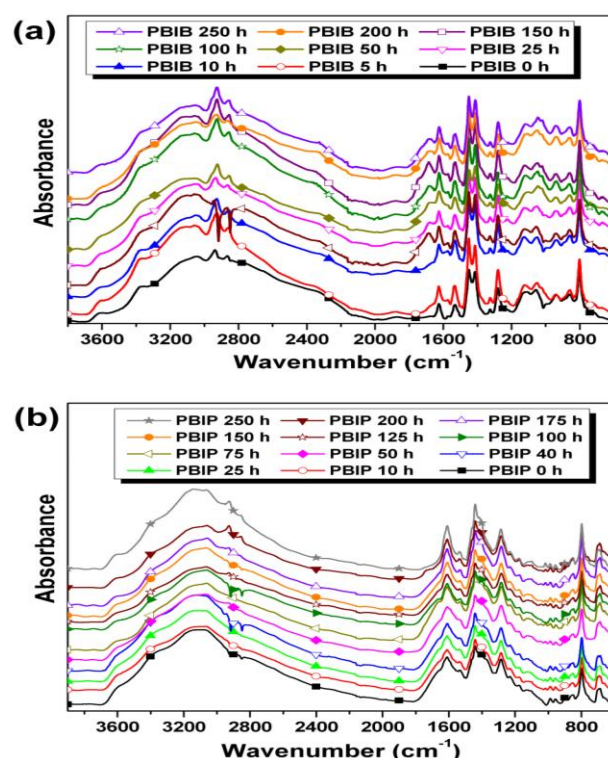 (a)
PBIB 250 h PBIB 200 h PBIB 150 h
PBIB 100 h PBIB 50 h PBIB 25 h
PBIB 10 h PBIB 5 h PBIB 0 h
Absorbance
3600 3200 2800 2400 2000 1600 1200 800
Wavenumber (cm⁻¹)
(b)
PBIP 250 h PBIP 200 h PBIP 175 h
PBIP 150 h PBIP 125 h PBIP 100 h
PBIP 75 h PBIP 50 h PBIP 40 h
PBIP 25 h PBIP 10 h PBIP 0 h
Absorbance
3600 3200 2800 2400 2000 1600 1200 800
Wavenumber (cm⁻¹)